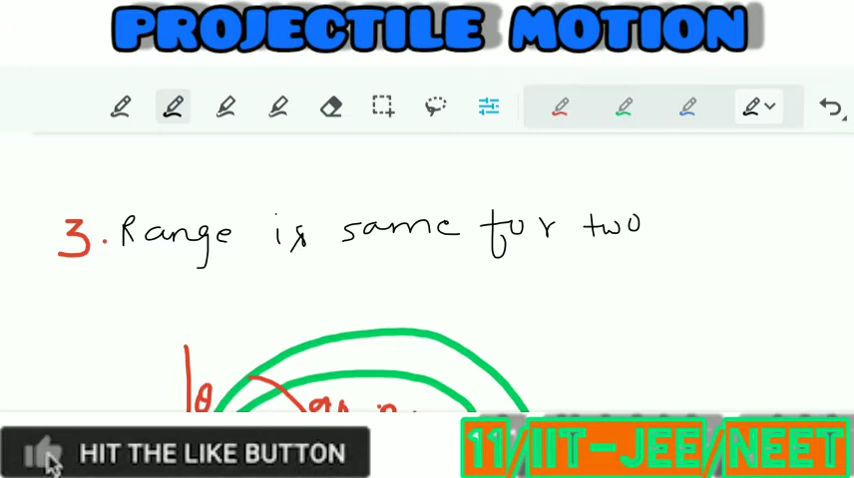 PROJECTILE MOTION
3. Range is same for two
θ
HIT THE LIKE BUTTON
11/IIT-JEE/NEET